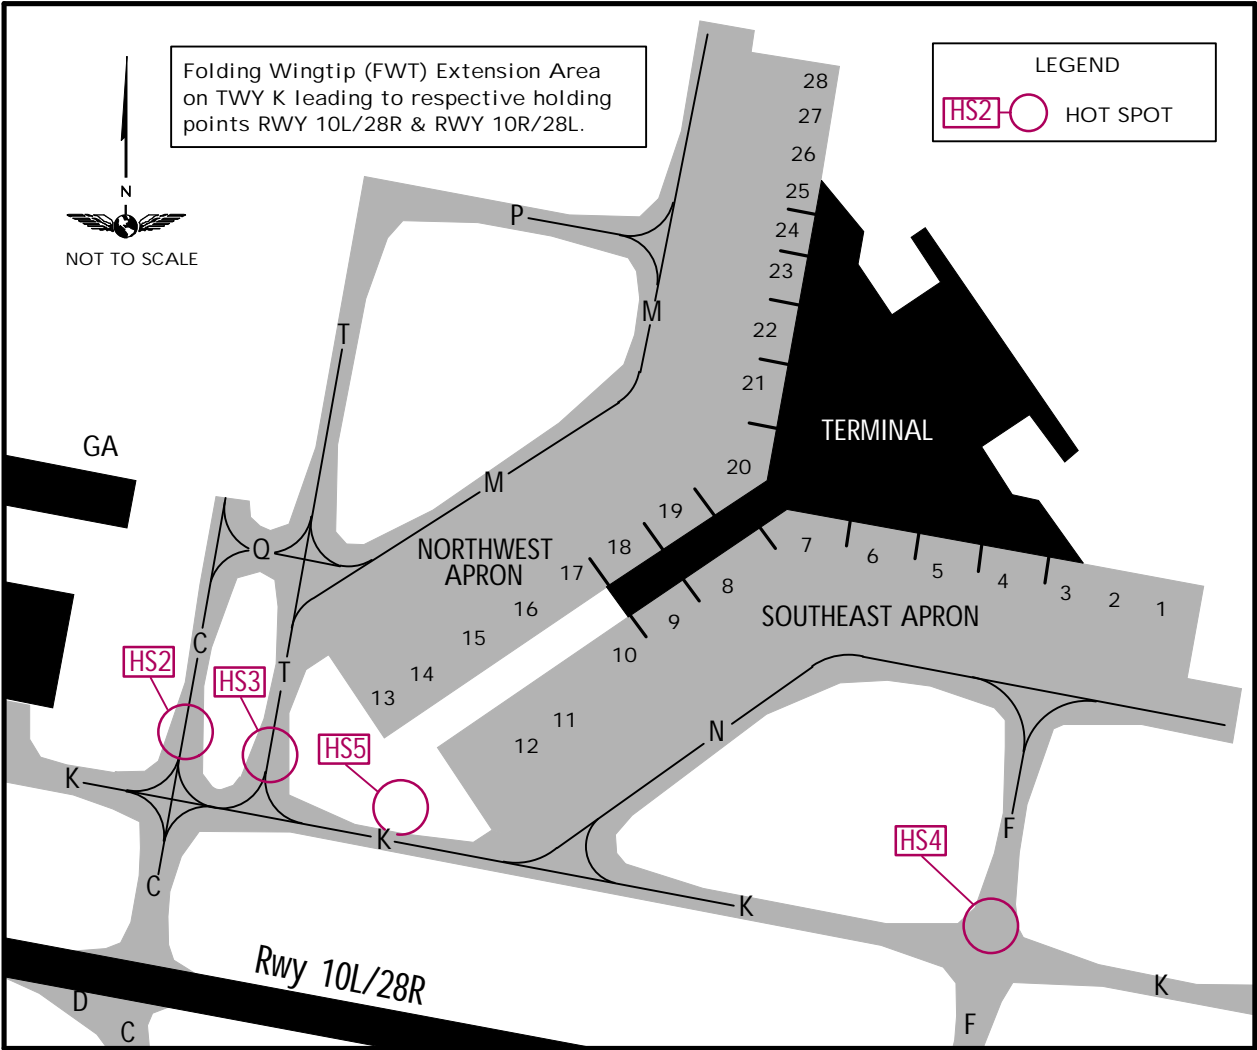 Folding Wingtip (FWT) Extension Area
on TWY K leading to respective holding
points RWY 10L/28R & RWY 10R/28L.
LEGEND
HS2
HOT SPOT
N
NOT TO SCALE
28
27
26
25
24
23
22
21
20
19
18
17
16
15
14
13
P
M
T
M
TERMINAL
GA
Q
NORTHWEST
APRON
7
6
5
4
3
2
1
8
9
10
11
12
SOUTHEAST APRON
C
T
HS2
HS3
HS5
N
K
K
F
HS4
C
K
Rwy 10L/28R
K
D
C
F